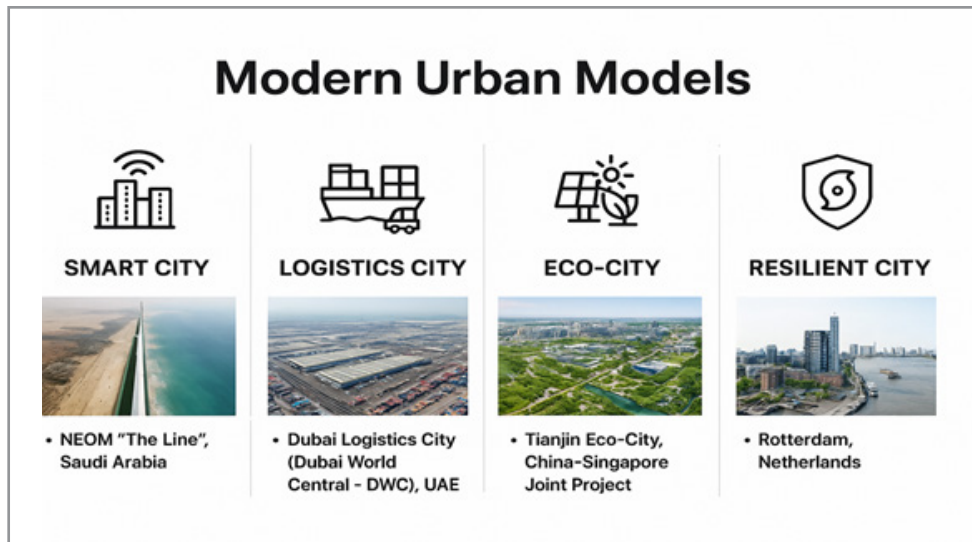 Modern Urban Models
SMART CITY
LOGISTICS CITY
ECO-CITY
RESILIENT CITY
• NEOM "The Line",
Saudi Arabia
• Dubai Logistics City
(Dubai World
Central - DWC), UAE
• Tianjin Eco-City,
China-Singapore
Joint Project
• Rotterdam,
Netherlands